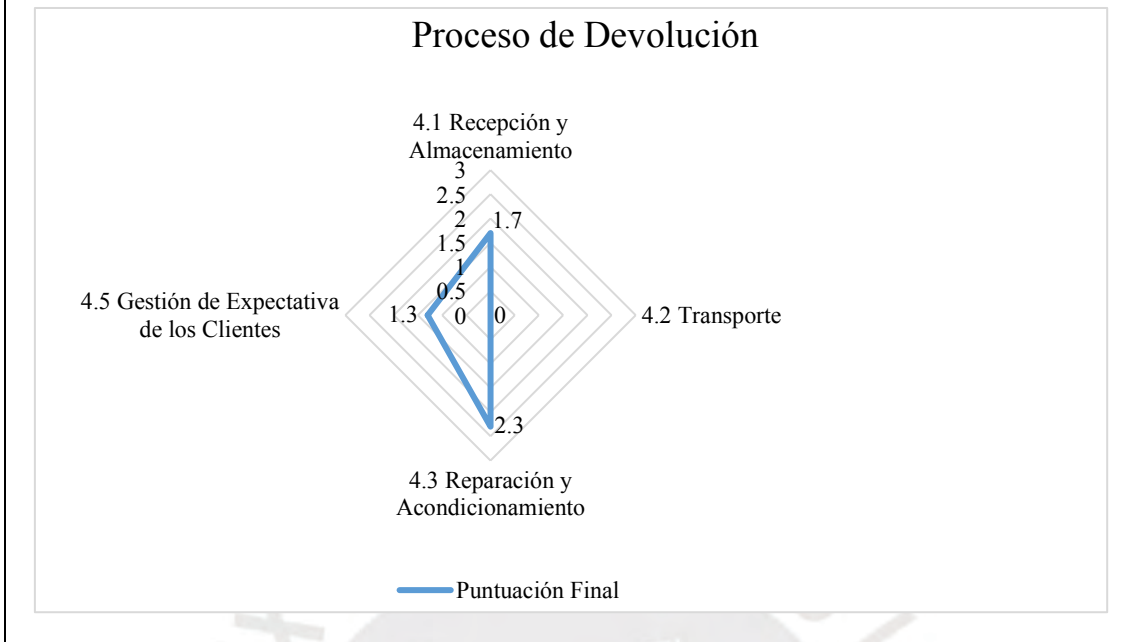 Proceso de Devolución
4.1 Recepción y
Almacenamiento
3
2.5
2
1.7
1.5
1
0.5
0
0
4.5 Gestión de Expectativa
de los Clientes
1.3
4.2 Transporte
2.3
4.3 Reparación y
Acondicionamiento
Puntuación Final